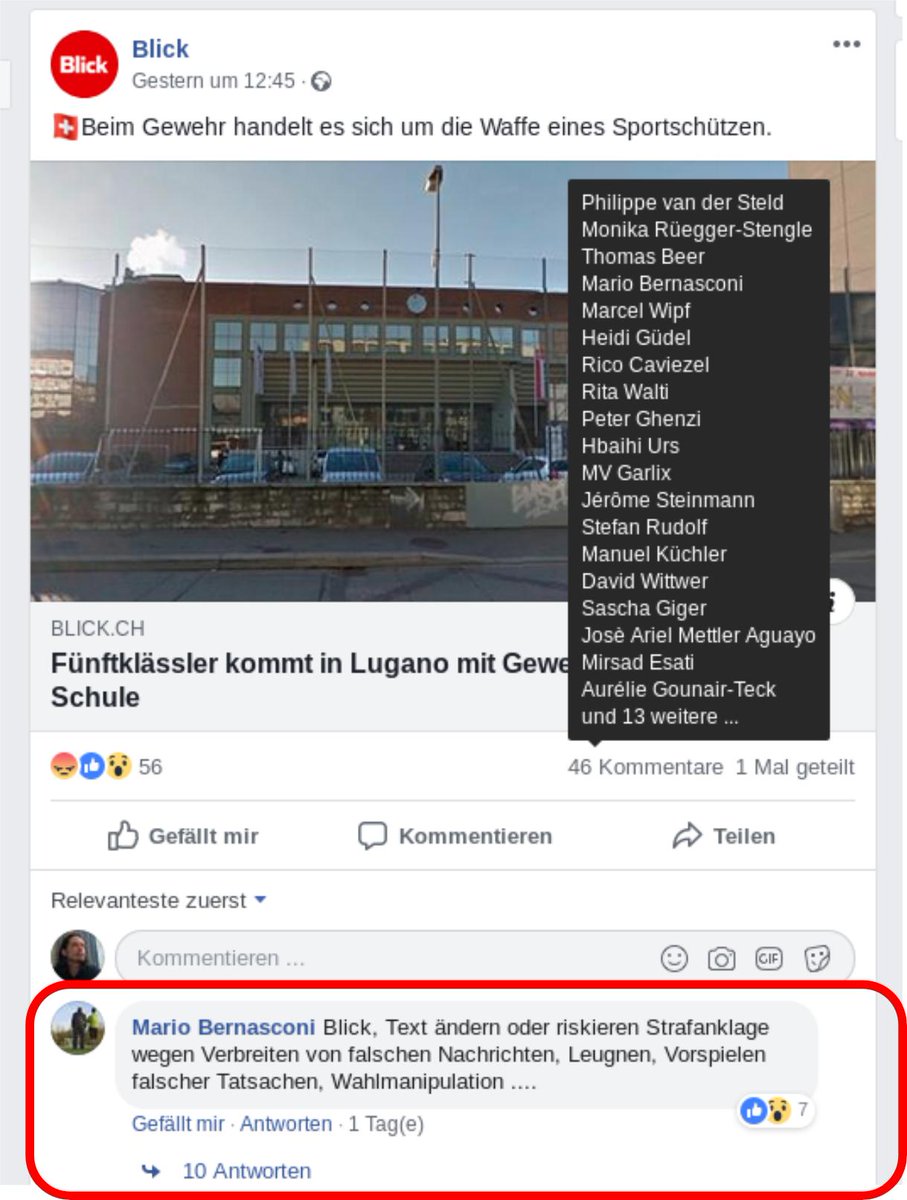 Blick
Blick
Gestern um 12:45 ·
Beim Gewehr handelt es sich um die Waffe eines Sportschützen.
Philippe van der Steld
Monika Rüegger-Stengle
Thomas Beer
Mario Bernasconi
Marcel Wipf
Heidi Güdel
Rico Caviezel
Rita Walti
Peter Ghenzi
Hbaihi Urs
MV Garlix
Jérôme Steinmann
Stefan Rudolf
Manuel Küchler
David Wittwer
Sascha Giger
Josè Ariel Mettler Aguayo
Mirsad Esati
Aurélie Gounair-Teck
und 13 weitere ...
BLICK.CH
Fünftklässler kommt in Lugano mit Gewe
Schule
56
46 Kommentare 1 Mal geteilt
Gefällt mir Kommentieren Teilen
Relevanteste zuerst
Kommentieren ...
GIF
Mario Bernasconi Blick, Text ändern oder riskieren Strafanklage
wegen Verbreiten von falschen Nachrichten, Leugnen, Vorspielen
falscher Tatsachen, Wahlmanipulation ....
7
Gefällt mir · Antworten · 1 Tag(e)
10 Antworten